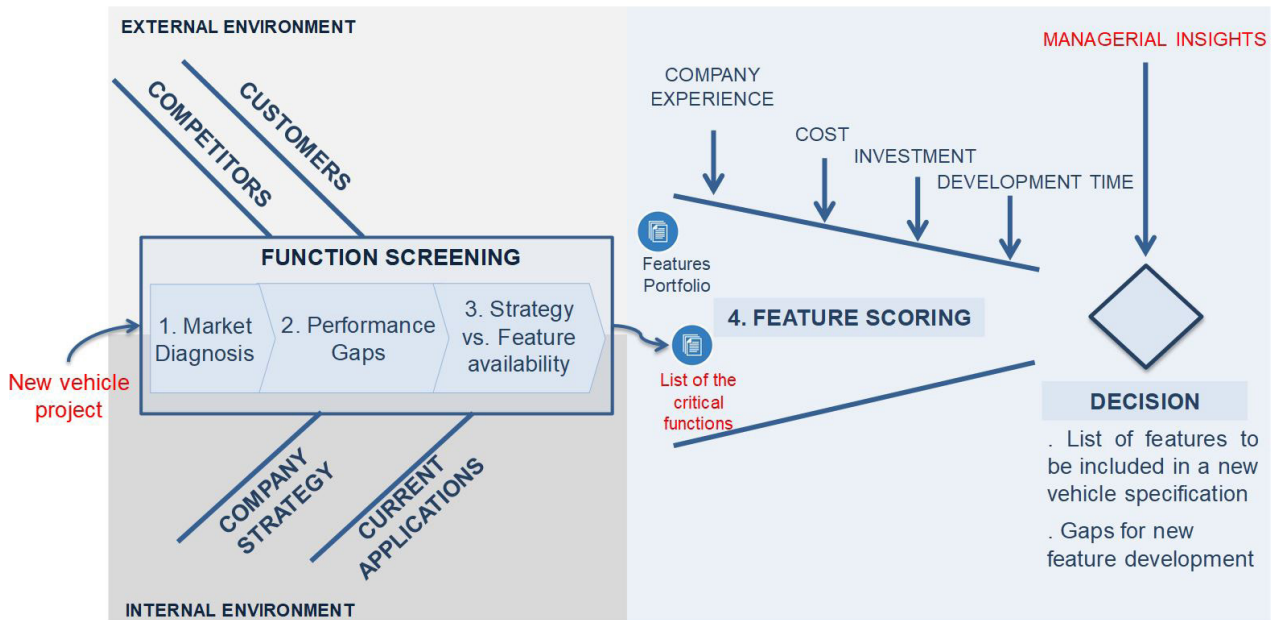 EXTERNAL ENVIRONMENT
COMPETITORS
CUSTOMERS
FUNCTION SCREENING
1. Market
Diagnosis
2. Performance
Gaps
3. Strategy
vs. Feature
availability
New vehicle
project
COMPANY
STRATEGY
CURRENT
APPLICATIONS
INTERNAL ENVIRONMENT
MANAGERIAL INSIGHTS
COMPANY
EXPERIENCE
COST
INVESTMENT
DEVELOPMENT TIME
Features
Portfolio
4. FEATURE SCORING
List of the
critical
functions
DECISION
. List of features to
be included in a new
vehicle specification
. Gaps for new
feature development